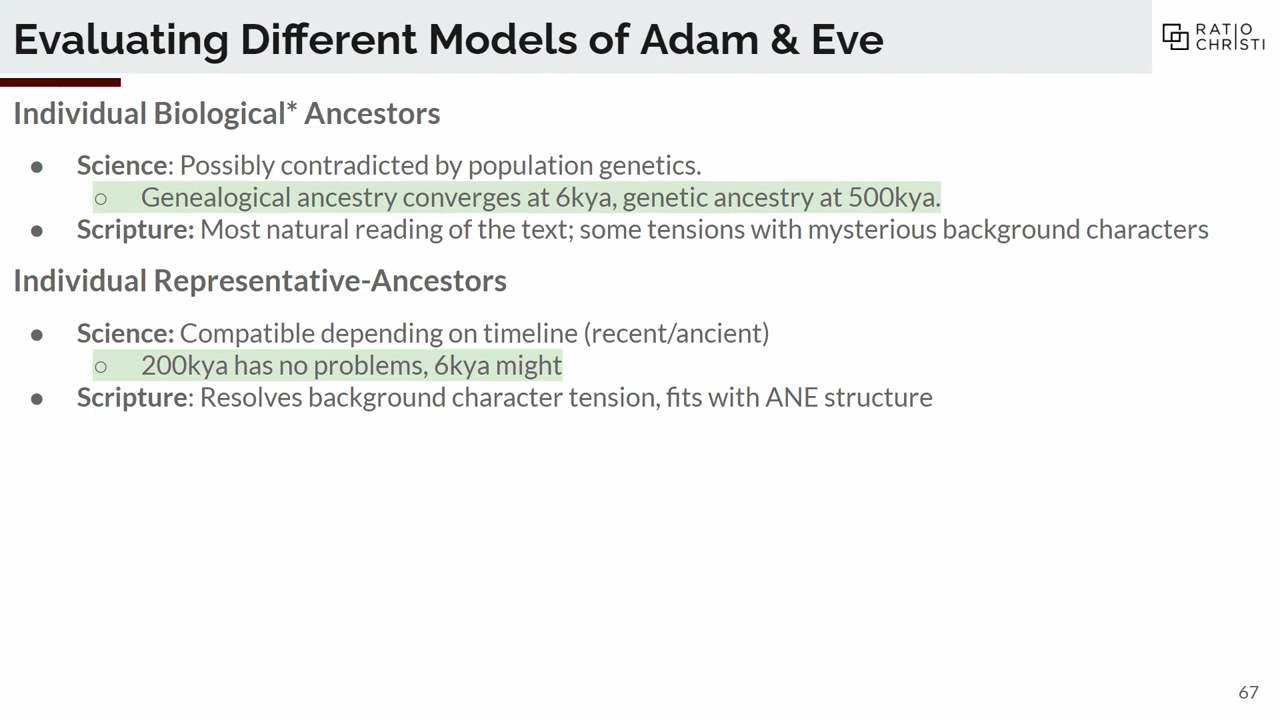 Evaluating Different Models of Adam & Eve
RATIO
CHRISTI
Individual Biological* Ancestors
● Science: Possibly contradicted by population genetics.
○ Genealogical ancestry converges at 6kya, genetic ancestry at 500kya.
● Scripture: Most natural reading of the text; some tensions with mysterious background characters
Individual Representative-Ancestors
● Science: Compatible depending on timeline (recent/ancient)
○ 200kya has no problems, 6kya might
● Scripture: Resolves background character tension, fits with ANE structure
67